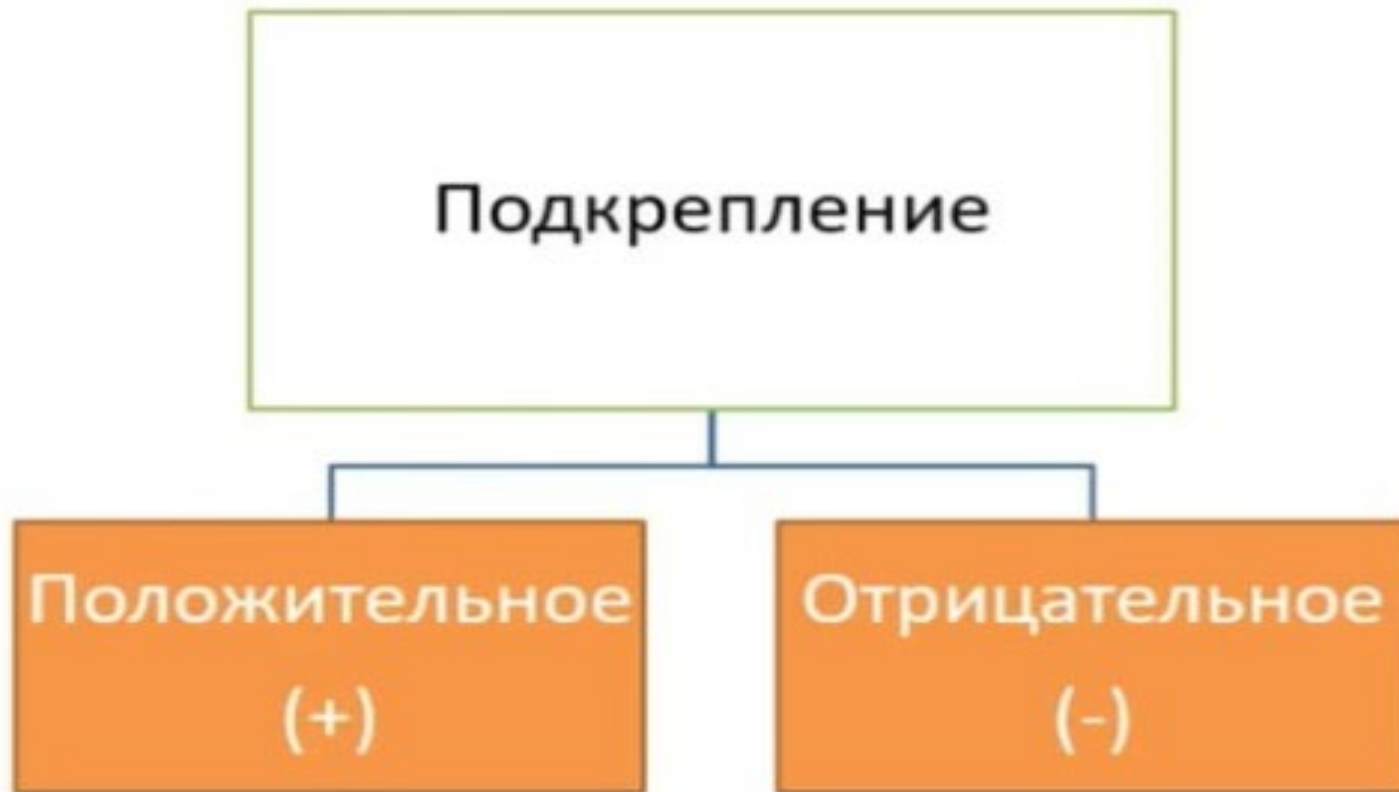 Подкрепление
Положительное
(+)
Отрицательное
(-)